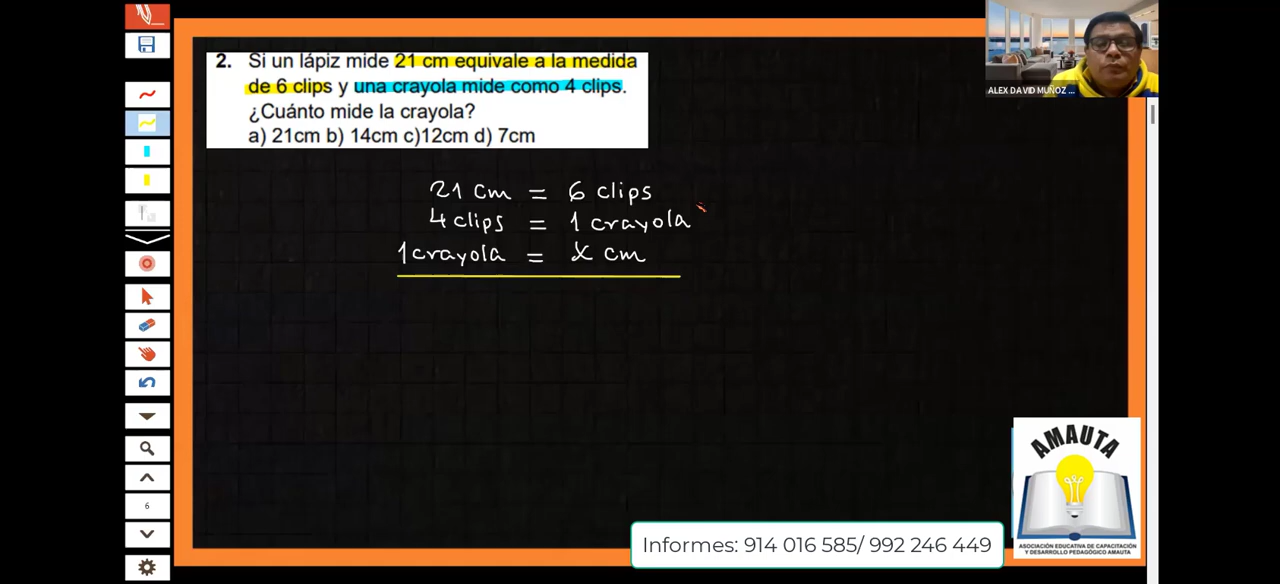 ALEX DAVID MUÑOZ ...
2. Si un lápiz mide 21 cm equivale a la medida
de 6 clips y una crayola mide como 4 clips.
¿Cuánto mide la crayola?
a) 21cm b) 14cm c)12cm d) 7cm
21 cm = 6 clips
4 clips = 1 crayola
1 crayola = x cm
6
AMAUTA
ASOCIACIÓN EDUCATIVA DE CAPACITACIÓN
Y DESARROLLO PEDAGÓGICO AMAUTA
Informes: 914 016 585/ 992 246 449